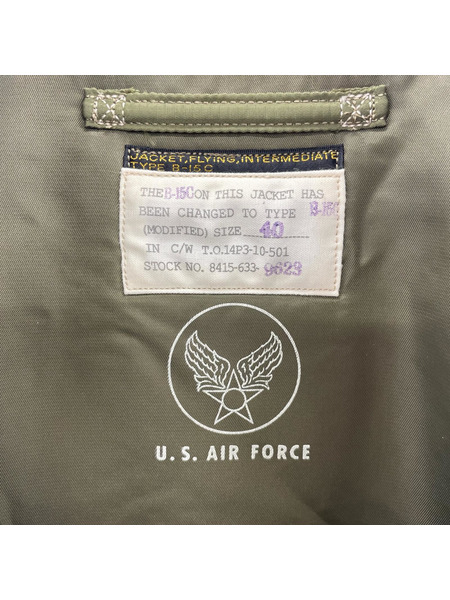 JACKET,FLYING,INTERMEDIATE
TYPE B-15C
THE B-15C ON THIS JACKET HAS
BEEN CHANGED TO TYPE B-15C
(MODIFIED) SIZE 40
IN C/W T.O.14P3-10-501
STOCK NO. 8415-633-9623
U.S. AIR FORCE